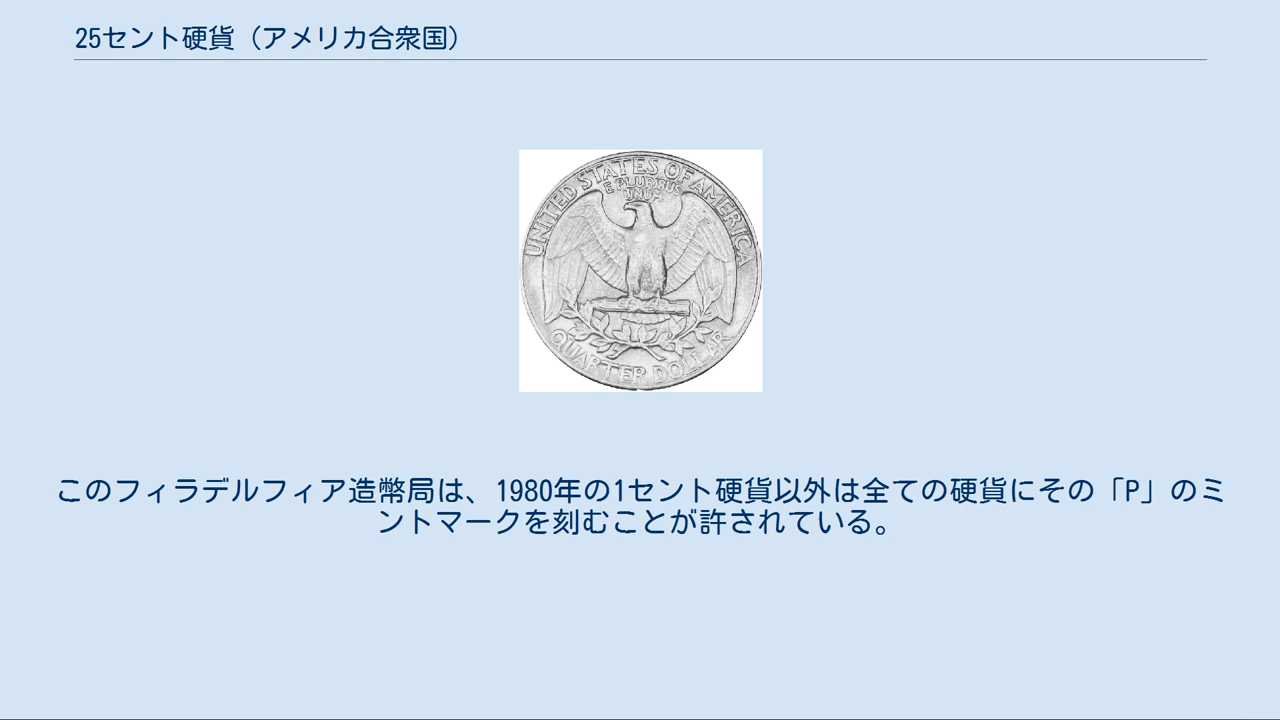 25セント硬貨（アメリカ合衆国）
UNITED STATES OF AMERICA
E PLURIBUS
UNUM
QUARTER DOLLAR
このフィラデルフィア造幣局は、1980年の1セント硬貨以外は全ての硬貨にその「P」のミ
ントマークを刻むことが許されている。